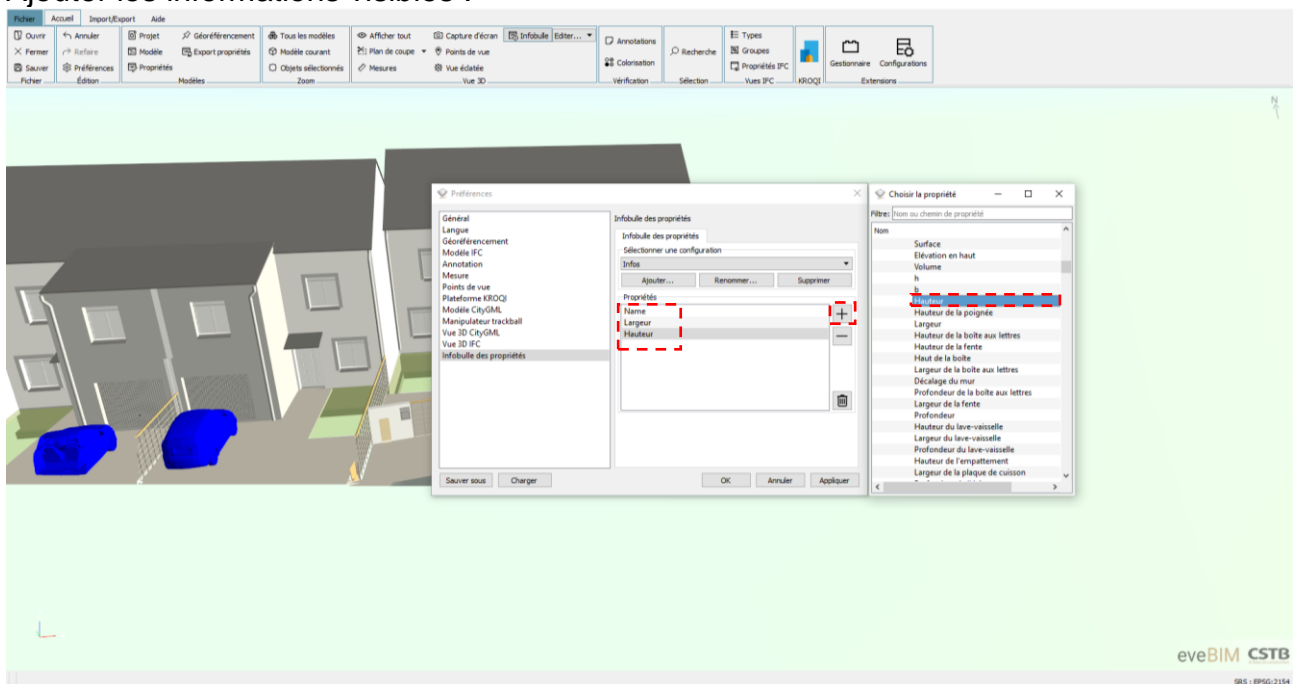 Ajouter les informations visibles :
Fichier Accueil Import/Export Aide
Ouvrir Annuler Projet Géoréférencement Tous les modèles Afficher tout Capture d'écran Infobulle Editer... Annotations Recherche Types
Fermer Refaire Modèle Export propriétés Modèle courant Plan de coupe Points de vue Groupes Gestionnaire Configurations
Sauver Préférences Propriétés Objets sélectionnés Mesures Vue éclatée Colorisation Propriétés IFC
Fichier Édition Modèles Zoom Vue 3D Vérification Sélection Vues IFC KROQI Extensions
N
Préférences
Général
Langue
Géoréférencement
Modèle IFC
Annotation
Mesure
Points de vue
Plateforme KROQI
Modèle CityGML
Manipulateur trackball
Vue 3D CityGML
Vue 3D IFC
Infobulle des propriétés
Infobulle des propriétés
Infobulle des propriétés
Sélectionner une configuration
Infos
Ajouter... Renommer... Supprimer
Propriétés
Name
Largeur
Hauteur
Sauver sous Charger OK Annuler Appliquer
Choisir la propriété
Filtre: Nom ou chemin de propriété
Nom
Surface
Elévation en haut
Volume
h
b
Hauteur
Hauteur de la poignée
Largeur
Hauteur de la boîte aux lettres
Hauteur de la fente
Haut de la boîte
Largeur de la boîte aux lettres
Décalage du mur
Profondeur de la boîte aux lettres
Largeur de la fente
Profondeur
Hauteur du lave-vaisselle
Largeur du lave-vaisselle
Profondeur du lave-vaisselle
Hauteur de l'empattement
Largeur de la plaque de cuisson
eveBIM CSTB
SRS : EPSG:2154